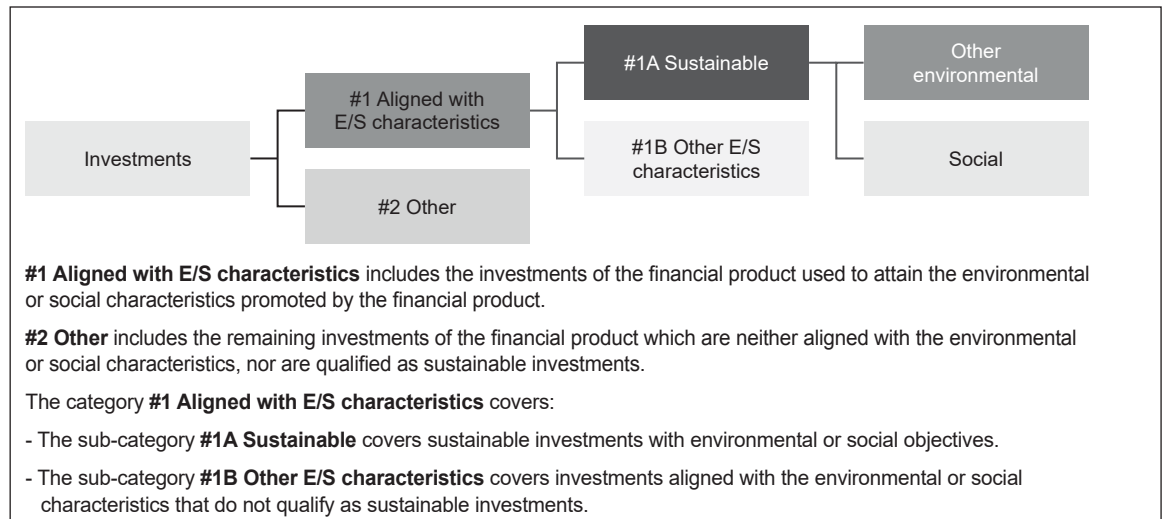 Investments
#1 Aligned with
E/S characteristics
#2 Other
#1A Sustainable
#1B Other E/S
characteristics
Other
environmental
Social
#1 Aligned with E/S characteristics includes the investments of the financial product used to attain the environmental
or social characteristics promoted by the financial product.
#2 Other includes the remaining investments of the financial product which are neither aligned with the environmental
or social characteristics, nor are qualified as sustainable investments.
The category #1 Aligned with E/S characteristics covers:
- The sub-category #1A Sustainable covers sustainable investments with environmental or social objectives.
- The sub-category #1B Other E/S characteristics covers investments aligned with the environmental or social
characteristics that do not qualify as sustainable investments.